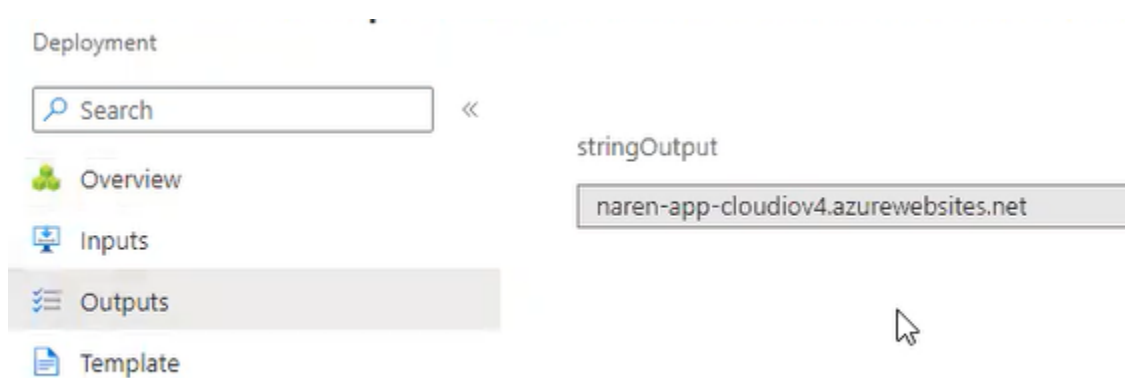 Deployment
Search
«
Overview
Inputs
Outputs
Template
stringOutput
naren-app-cloudiov4.azurewebsites.net